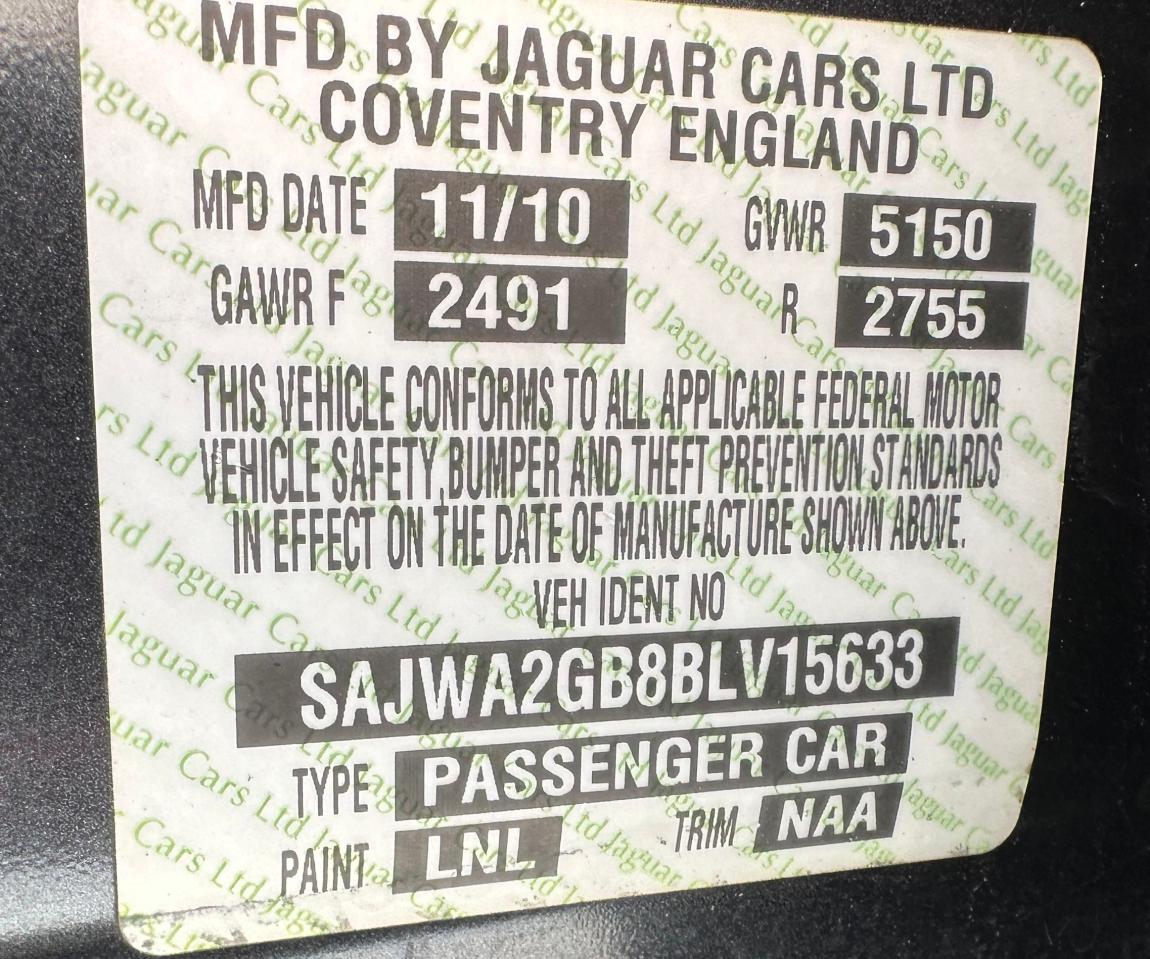 MFD BY JAGUAR CARS LTD
COVENTRY ENGLAND
MFD DATE 11/10 GVWR 5150
GAWR F 2491 R 2755
THIS VEHICLE CONFORMS TO ALL APPLICABLE FEDERAL MOTOR
VEHICLE SAFETY,BUMPER AND THEFT PREVENTION STANDARDS
IN EFFECT ON THE DATE OF MANUFACTURE SHOWN ABOVE.
VEH IDENT NO
SAJWA2GB8BLV15633
TYPE PASSENGER CAR
PAINT LNL TRIM NAA